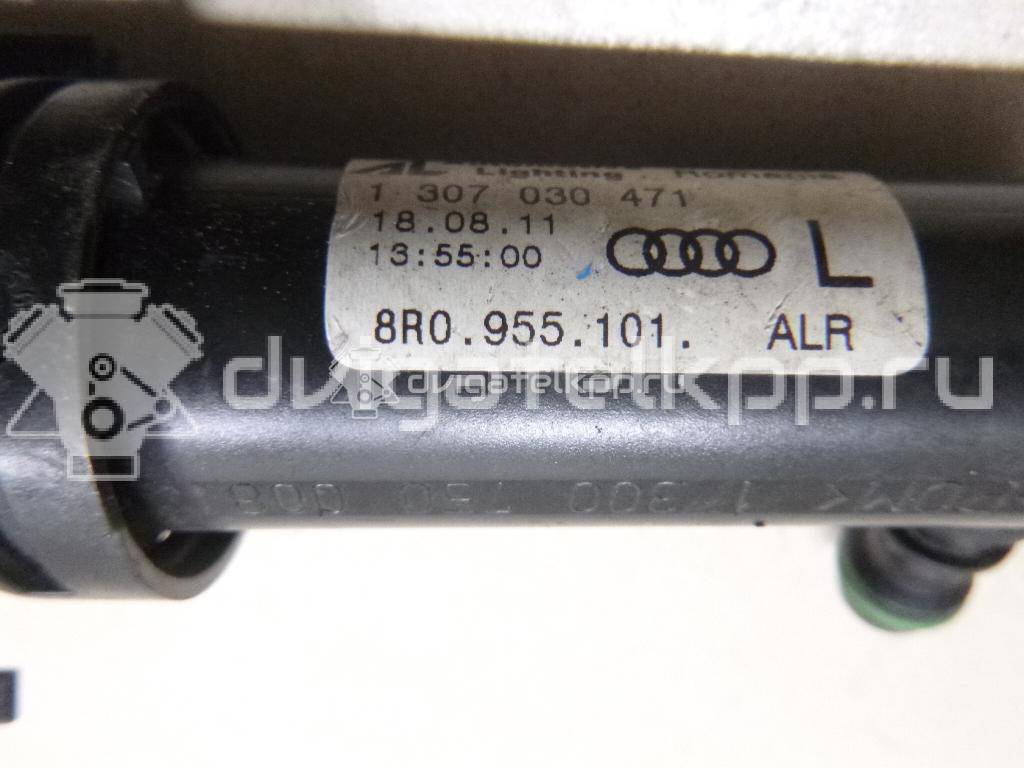 AL
Lighting Romania
1 307 030 471
18.08.11
13:55:00
L
8R0.955.101. ALR
dvigatelkpp.ru
dvigatelkpp.ru